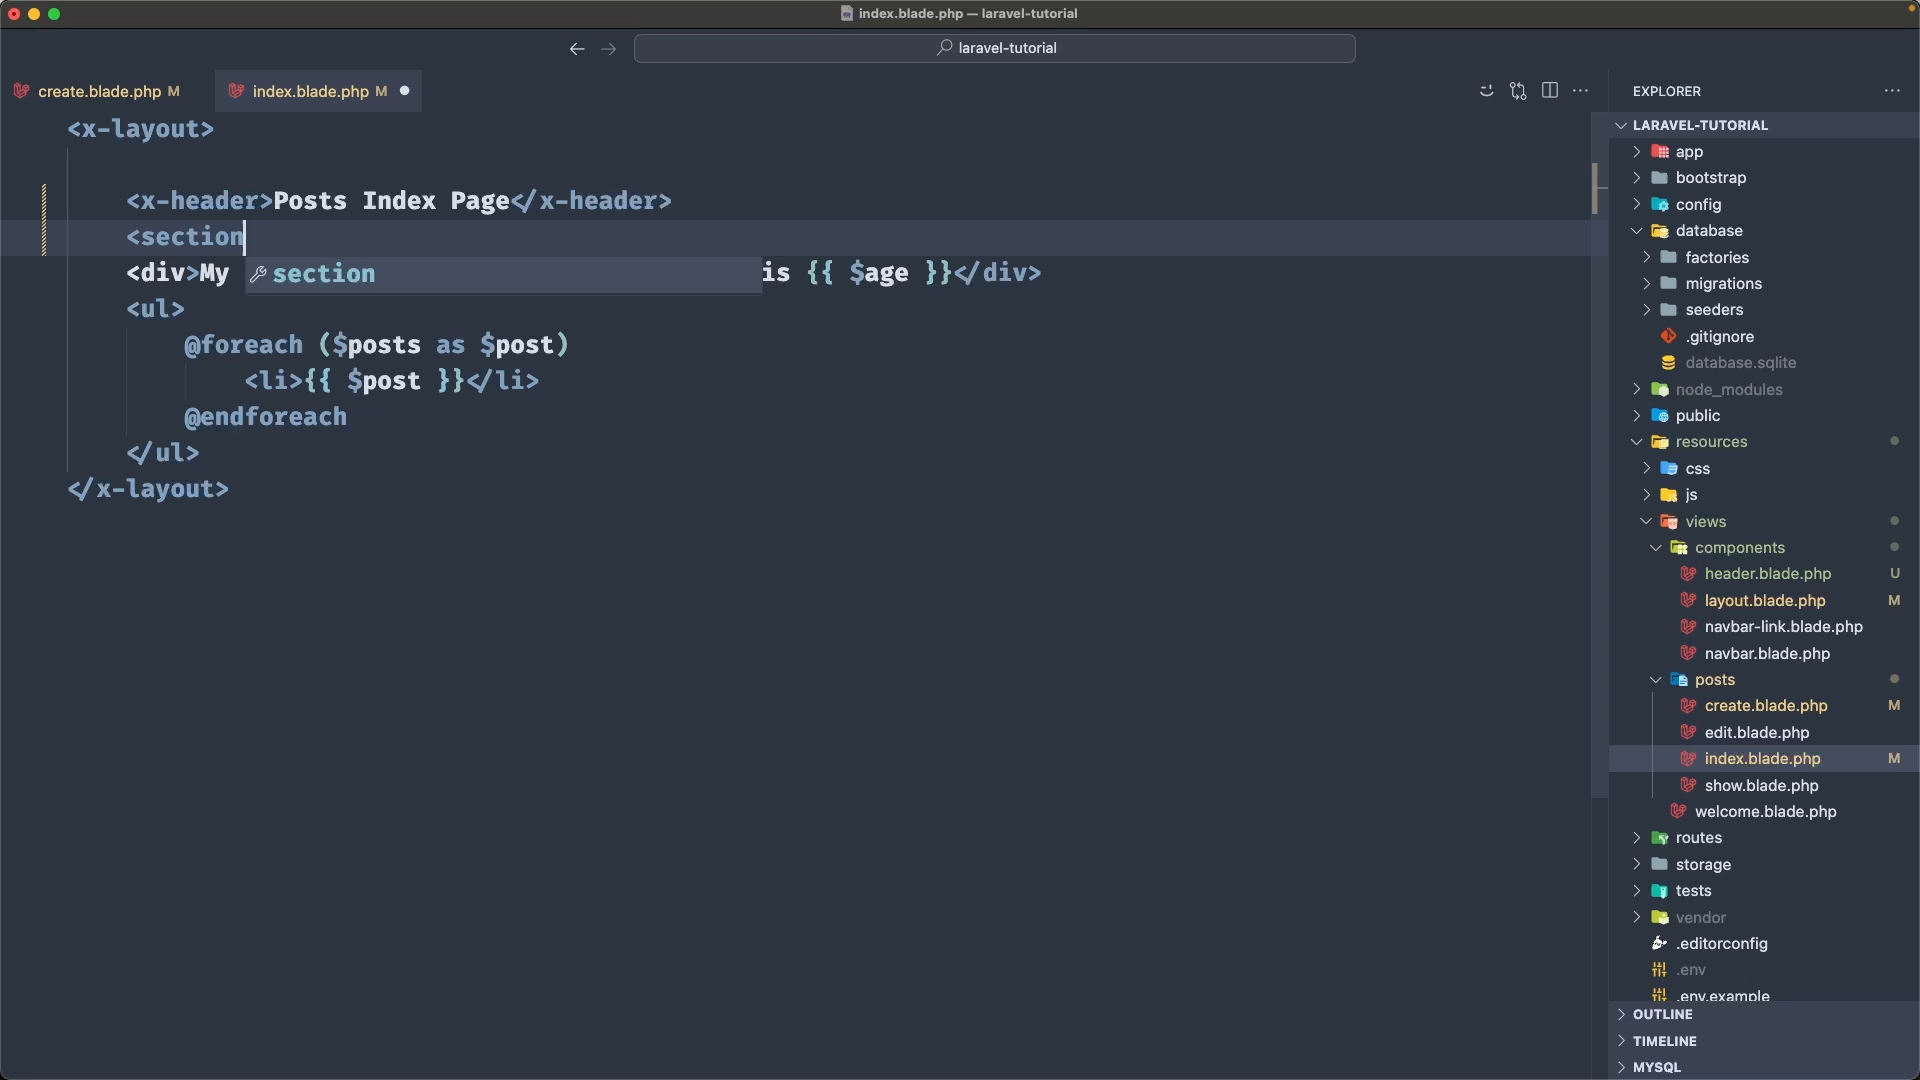 index.blade.php — laravel-tutorial
laravel-tutorial
create.blade.php M
index.blade.php M
<x-layout>
<x-header>Posts Index Page</x-header>
<section
<div>My
section
is {{ $age }}</div>
<ul>
@foreach ($posts as $post)
<li>{{ $post }}</li>
@endforeach
</ul>
</x-layout>
EXPLORER
LARAVEL-TUTORIAL
app
bootstrap
config
database
factories
migrations
seeders
.gitignore
database.sqlite
node_modules
public
resources
css
js
views
components
header.blade.php U
layout.blade.php M
navbar-link.blade.php
navbar.blade.php
posts
create.blade.php M
edit.blade.php
index.blade.php M
show.blade.php
welcome.blade.php
routes
storage
tests
vendor
.editorconfig
.env
.env.example
OUTLINE
TIMELINE
MYSQL